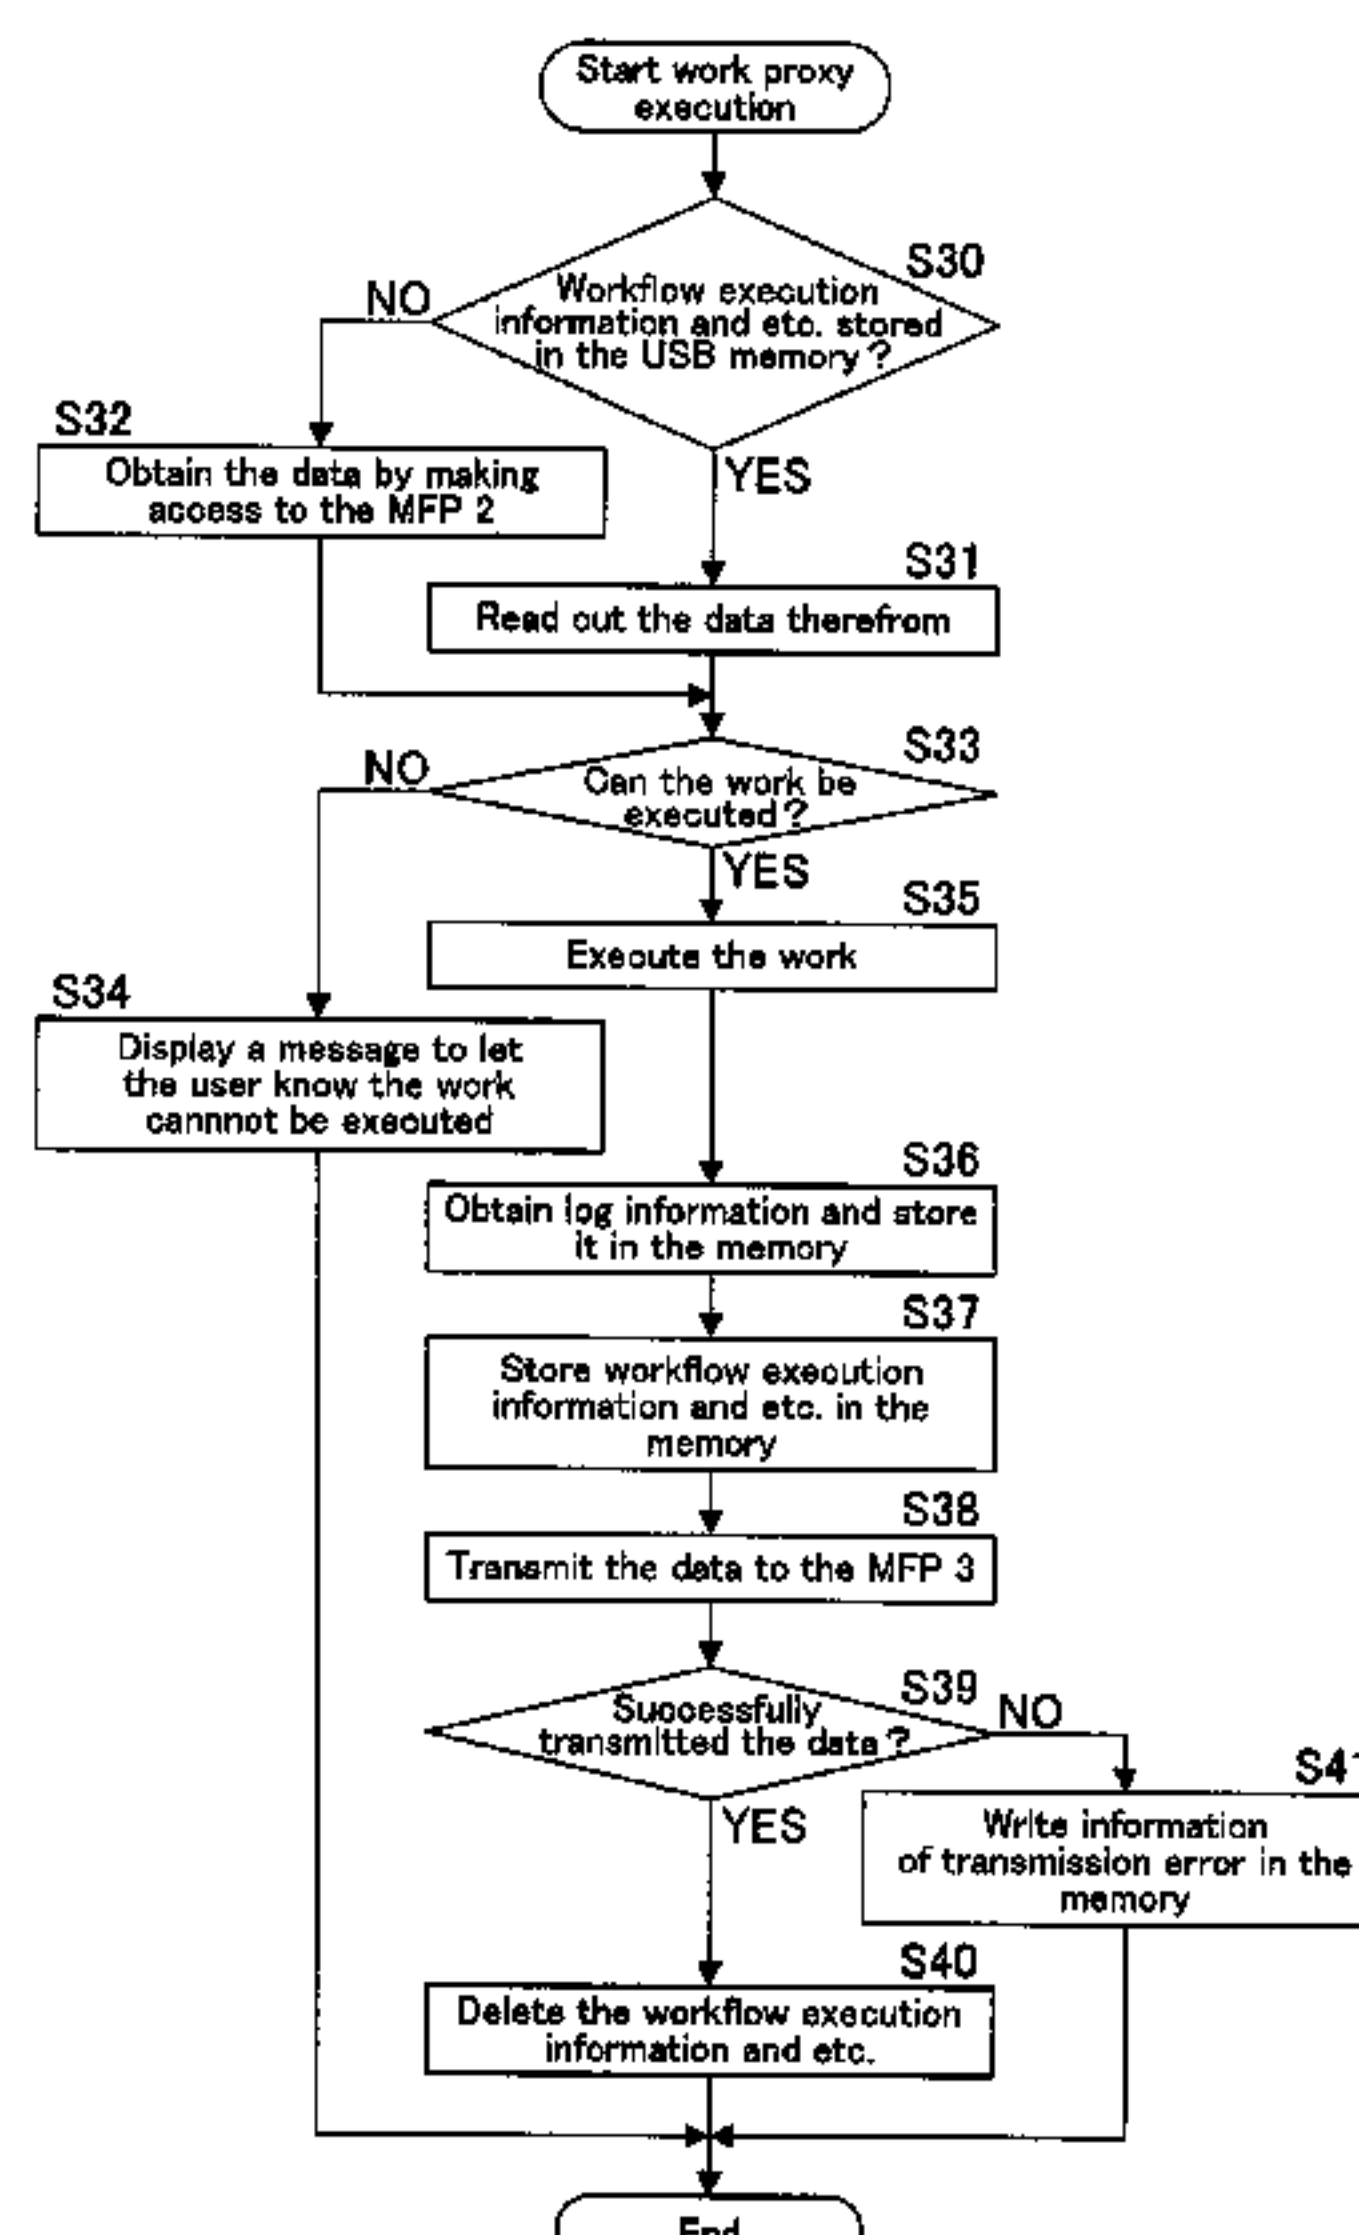 Start work proxy
execution
S30
NO
Workflow execution
information and etc. stored
in the USB memory?
S32
YES
Obtain the data by making
access to the MFP 2
S31
Read out the data therefrom
S33
NO
Can the work be
executed?
YES
S35
Execute the work
S34
Display a message to let
the user know the work
cannnot be executed
S36
Obtain log information and store
it in the memory
S37
Store workflow execution
information and etc. in the
memory
S38
Transmit the data to the MFP 3
S39
NO
Successfully
transmitted the data?
S41
YES
Write information
of transmission error in the
memory
S40
Delete the workflow execution
information and etc.
End